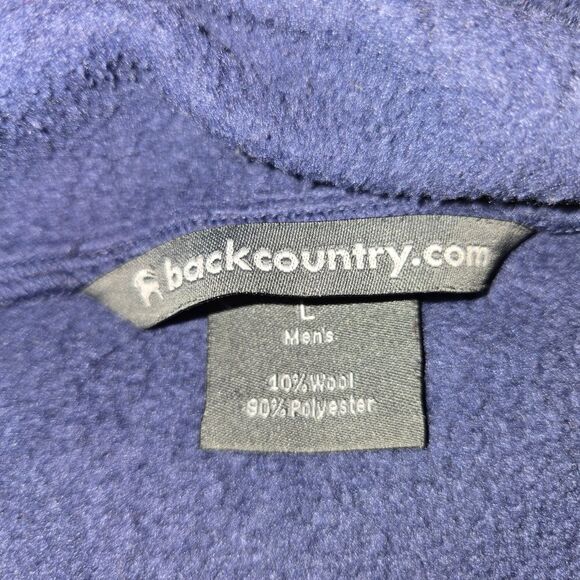 backcountry.com
L
Men's
10% Wool
90% Polyester